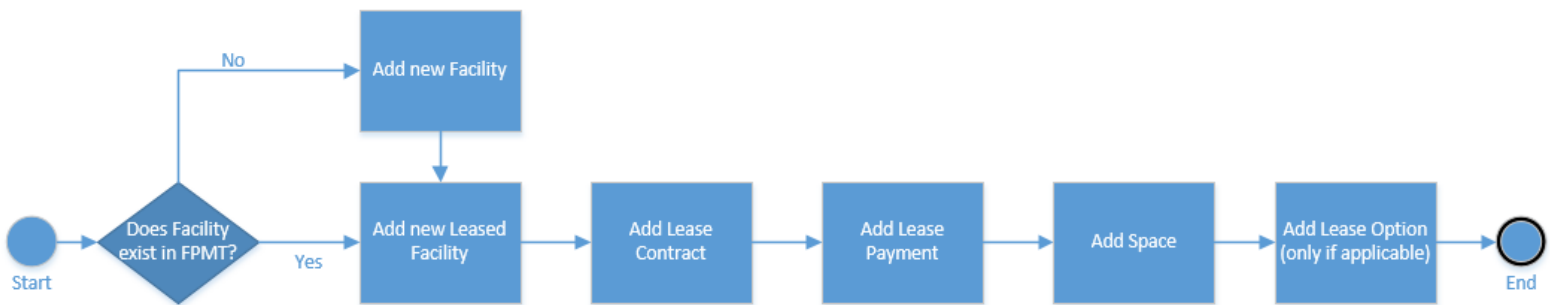 No
Add new Facility
Start
Does Facility
exist in FPMT?
Yes
Add new Leased
Facility
Add Lease
Contract
Add Lease
Payment
Add Space
Add Lease Option
(only if applicable)
End